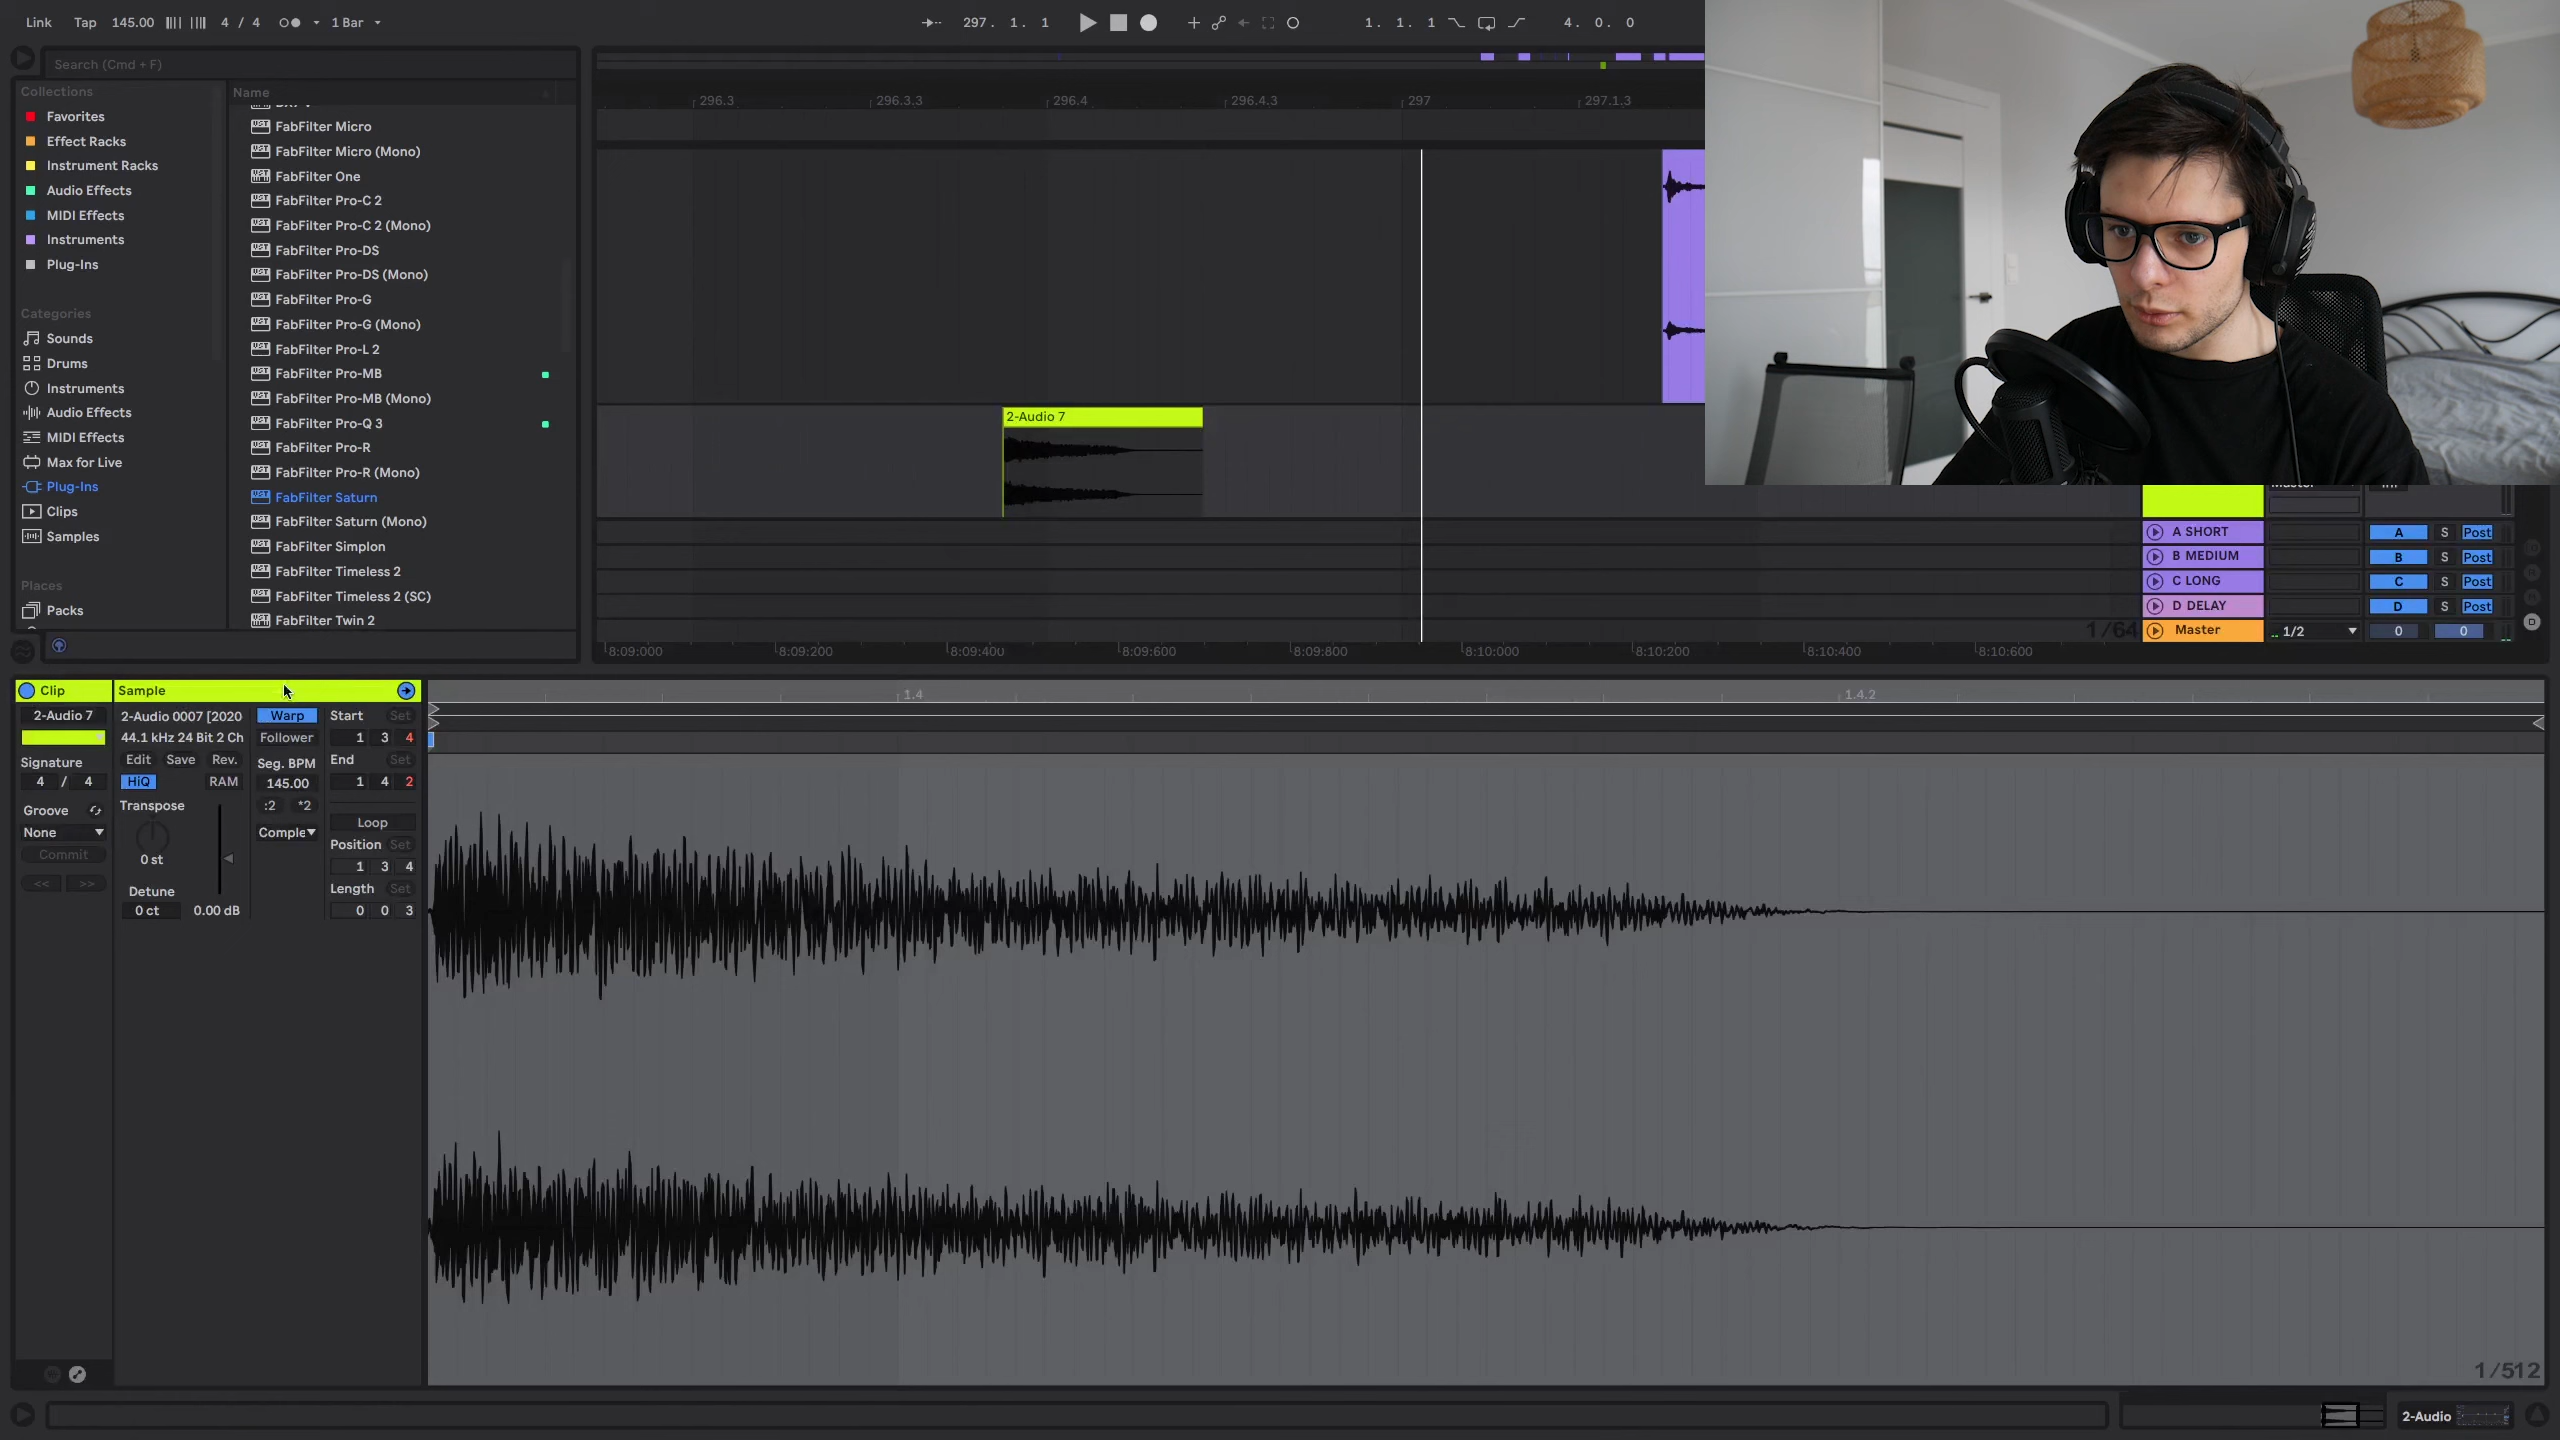 Link Tap 145.00 4 / 4 1 Bar 297. 1. 1 1. 1. 1 4. 0. 0
Search (Cmd + F)
Collections
Favorites
Effect Racks
Instrument Racks
Audio Effects
MIDI Effects
Instruments
Plug-Ins
Categories
Sounds
Drums
Instruments
Audio Effects
MIDI Effects
Max for Live
Plug-Ins
Clips
Samples
Places
Packs
Name
FabFilter Micro
FabFilter Micro (Mono)
FabFilter One
FabFilter Pro-C 2
FabFilter Pro-C 2 (Mono)
FabFilter Pro-DS
FabFilter Pro-DS (Mono)
FabFilter Pro-G
FabFilter Pro-G (Mono)
FabFilter Pro-L 2
FabFilter Pro-MB
FabFilter Pro-MB (Mono)
FabFilter Pro-Q 3
FabFilter Pro-R
FabFilter Pro-R (Mono)
FabFilter Saturn
FabFilter Saturn (Mono)
FabFilter Simplon
FabFilter Timeless 2
FabFilter Timeless 2 (SC)
FabFilter Twin 2
296.3 296.3.3 296.4 296.4.3 297 297.1.3
2-Audio 7
A SHORT A S Post
B MEDIUM B S Post
C LONG C S Post
D DELAY D S Post
1/64 Master 1/2 0 0
8:09:000 8:09:200 8:09:400 8:09:600 8:09:800 8:10:000 8:10:200 8:10:400 8:10:600
Clip
2-Audio 7
Signature
4 / 4
Groove
None
Commit
<< >>
Sample
2-Audio 0007 [2020
44.1 kHz 24 Bit 2 Ch
Edit Save Rev.
HiQ RAM
Transpose
0 st
Detune
0 ct 0.00 dB
Warp
Follower
Seg. BPM
145.00
:2 *2
Comple
Start Set
1 3 4
End Set
1 4 2
Loop
Position Set
1 3 4
Length Set
0 0 3
1.4 1.4.2
1/512
2-Audio